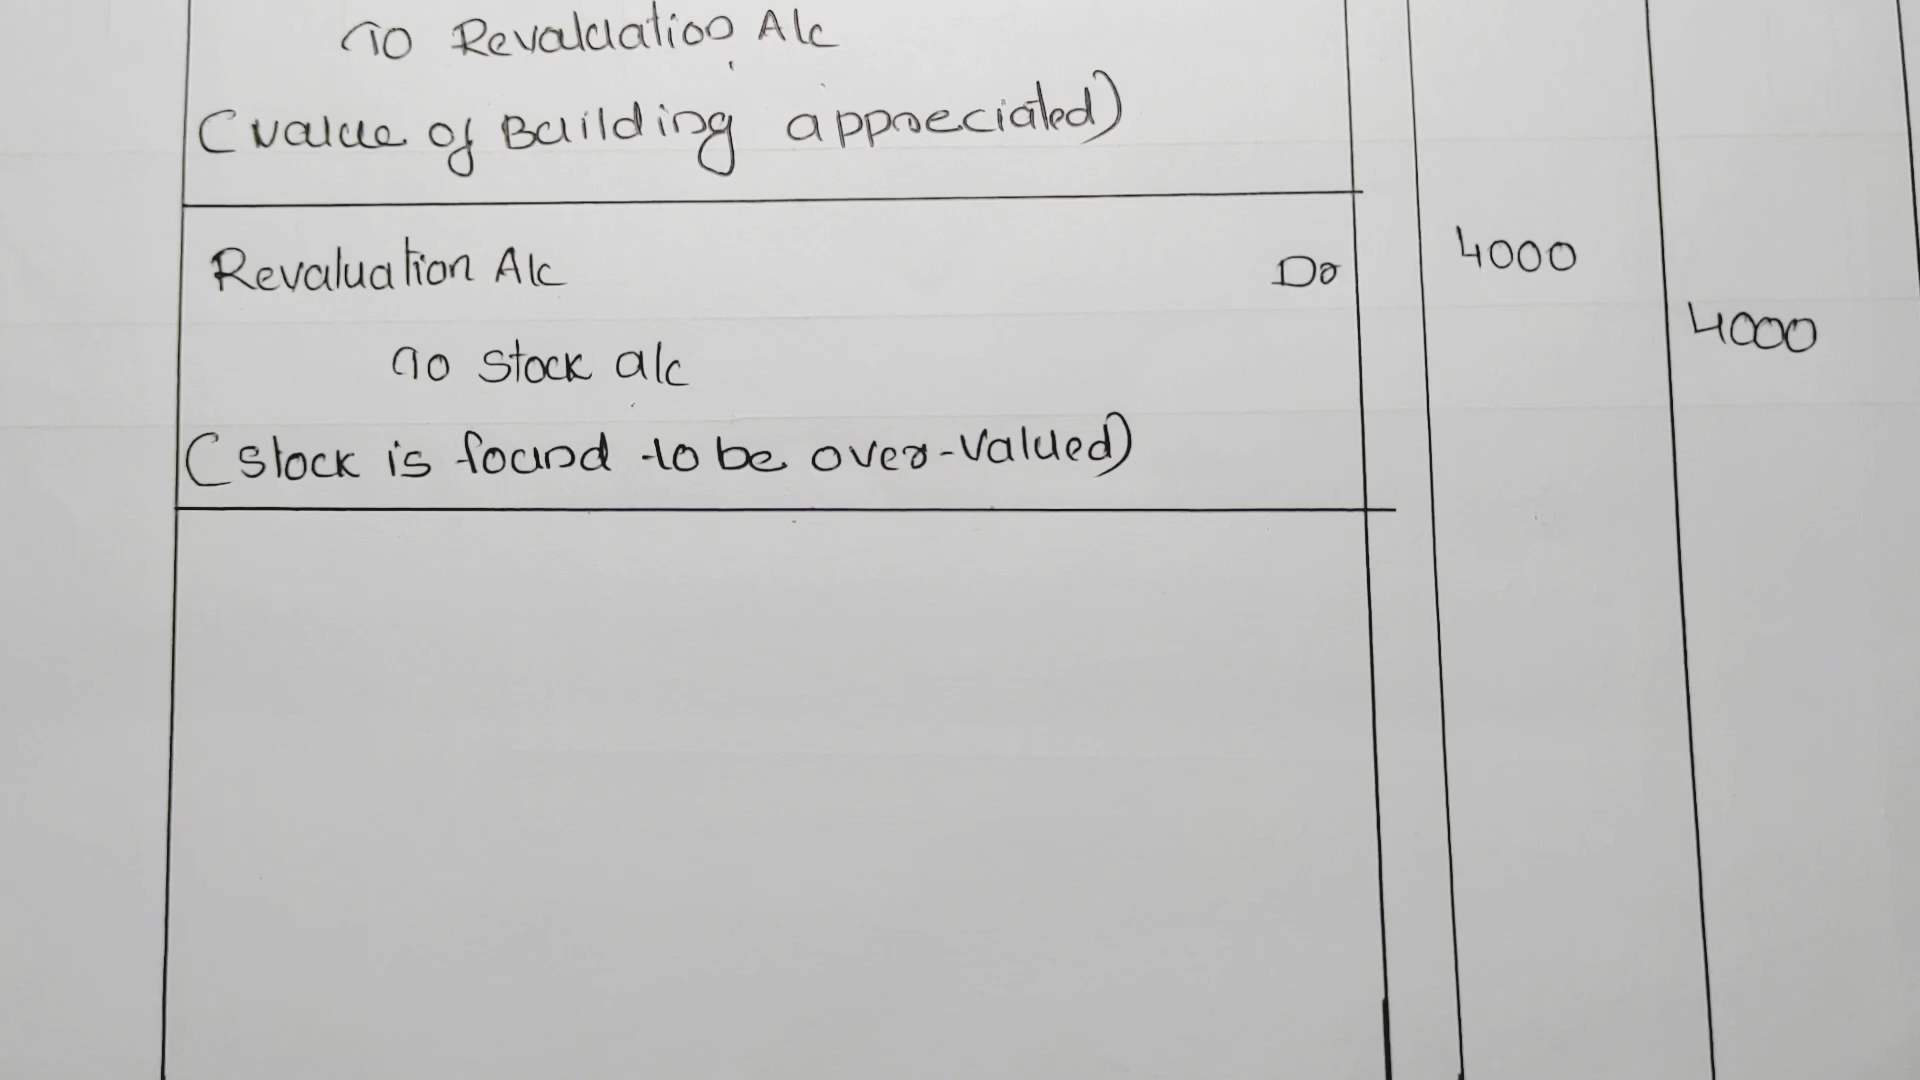 To Revaluation A/c
(value of Building appreciated)
Revaluation A/c Dr 4000
To Stock a/c 4000
(stock is found to be over-valued)